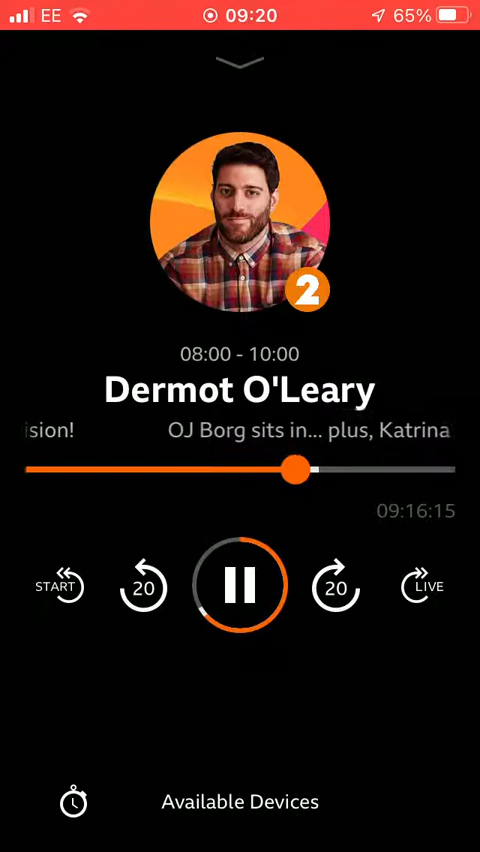 EE 09:20 65%
2
08:00 - 10:00
Dermot O'Leary
ision! OJ Borg sits in... plus, Katrina
09:16:15
START 20 20 LIVE
Available Devices